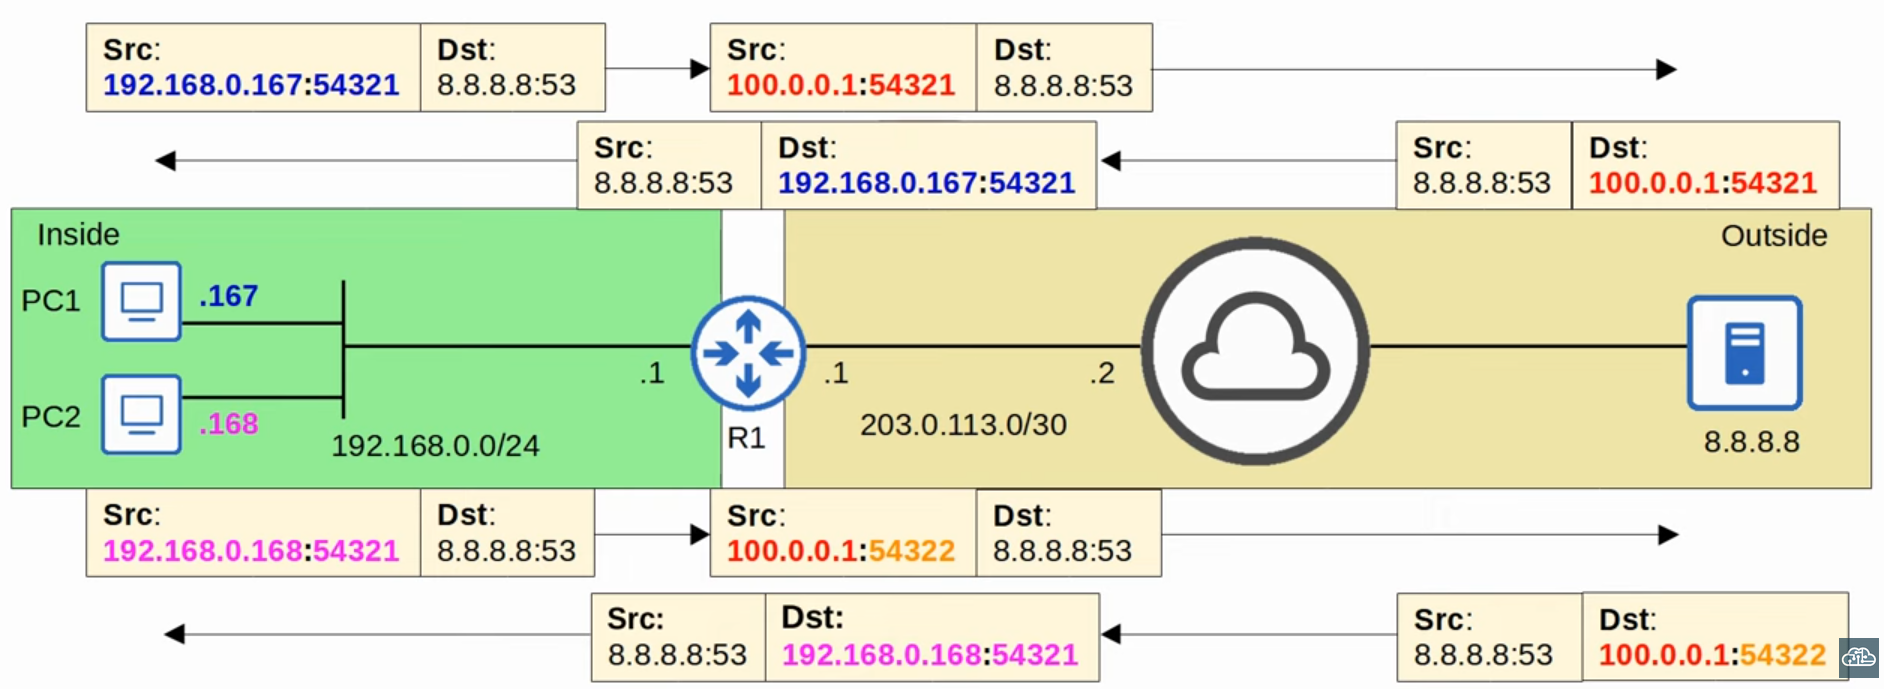 Src: Dst:
192.168.0.167:54321 8.8.8.8:53
Src: Dst:
100.0.0.1:54321 8.8.8.8:53
Src: Dst:
8.8.8.8:53 192.168.0.167:54321
Src: Dst:
8.8.8.8:53 100.0.0.1:54321
Inside
Outside
PC1
.167
PC2
.168
192.168.0.0/24
.1
R1
.1
.2
203.0.113.0/30
8.8.8.8
Src: Dst:
192.168.0.168:54321 8.8.8.8:53
Src: Dst:
100.0.0.1:54322 8.8.8.8:53
Src: Dst:
8.8.8.8:53 192.168.0.168:54321
Src: Dst:
8.8.8.8:53 100.0.0.1:54322